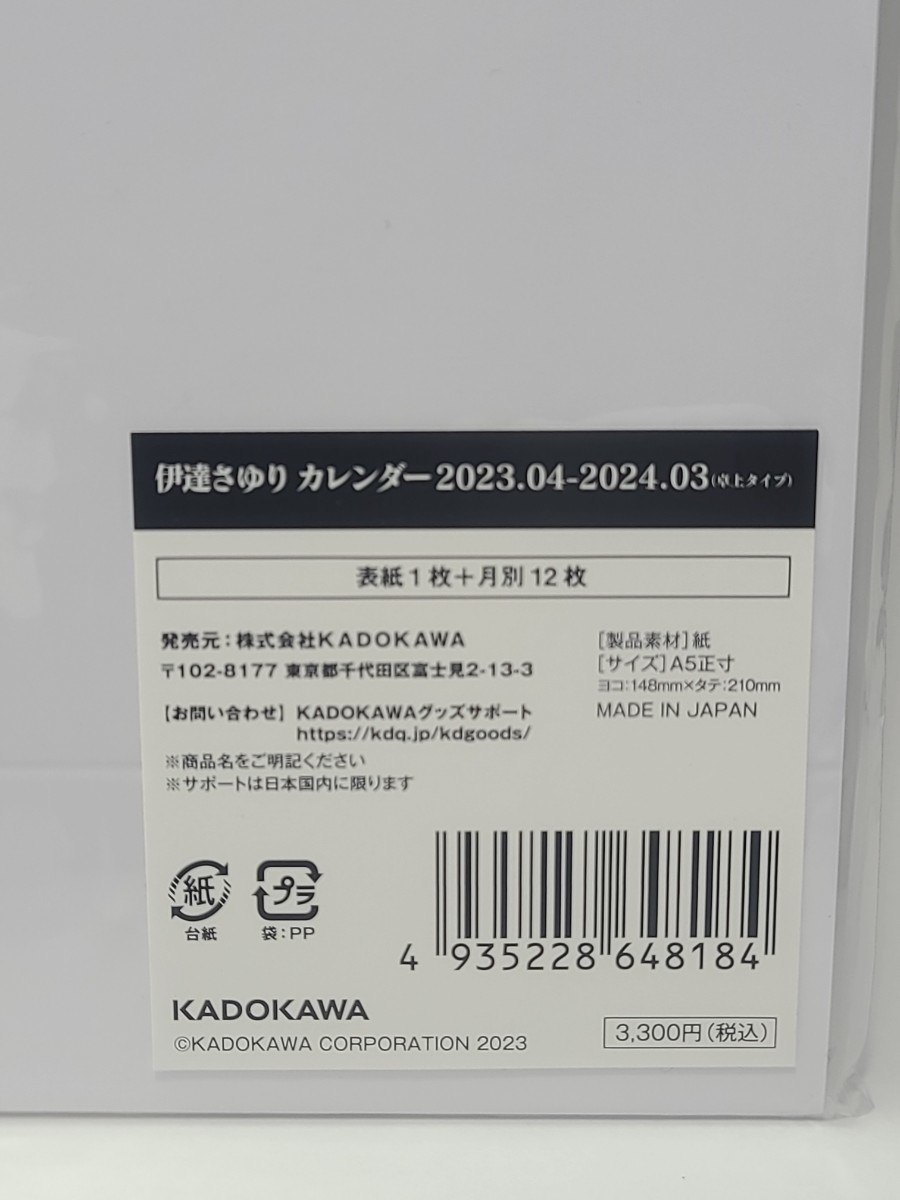 伊達さゆり カレンダー2023.04-2024.03(卓上タイプ)
表紙1枚+月別12枚
発売元:株式会社KADOKAWA
〒102-8177 東京都千代田区富士見2-13-3
【お問い合わせ】 KADOKAWAグッズサポート
https://kdq.jp/kdgoods/
※商品名をご明記ください
※サポートは日本国内に限ります
[製品素材]紙
[サイズ]A5正寸
ヨコ:148mm×タテ:210mm
MADE IN JAPAN
紙
台紙
プラ
袋:PP
4 935228 648184
KADOKAWA
©KADOKAWA CORPORATION 2023
3,300円(税込)